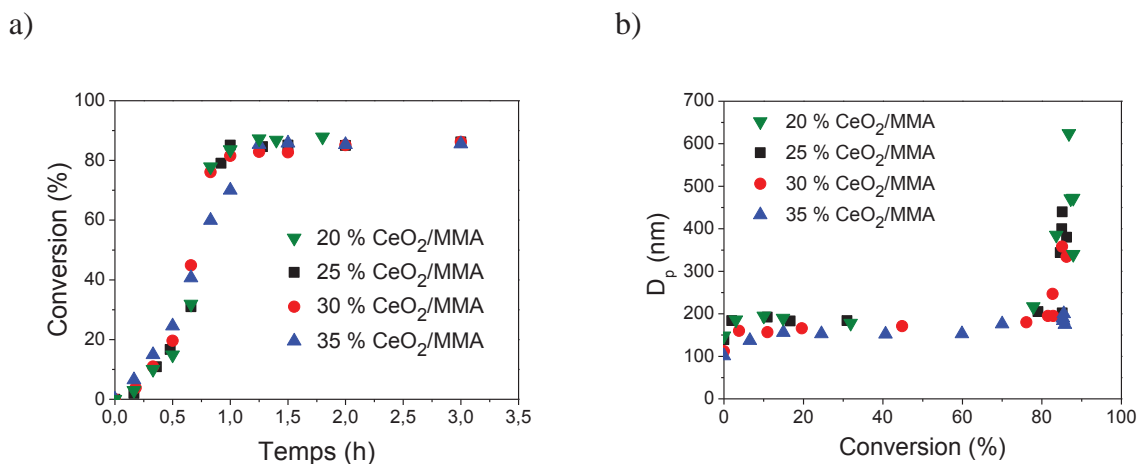 a)
100
80
60
40
20
0
Conversion (%)
20 % CeO₂/MMA
25 % CeO₂/MMA
30 % CeO₂/MMA
35 % CeO₂/MMA
0,0 0,5 1,0 1,5 2,0 2,5 3,0 3,5
Temps (h)
b)
700
600
500
400
300
200
100
0
Dₚ (nm)
20 % CeO₂/MMA
25 % CeO₂/MMA
30 % CeO₂/MMA
35 % CeO₂/MMA
0 20 40 60 80 100
Conversion (%)